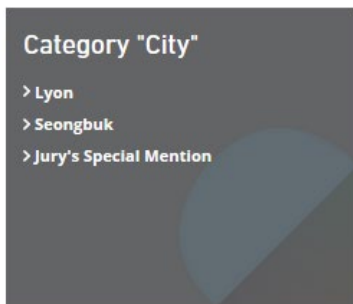 Category "City"
> Lyon
> Seongbuk
> Jury's Special Mention